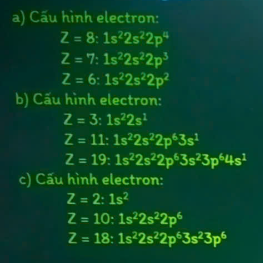 a) Cấu hình electron:
Z = 8: 1s²2s²2p⁴
Z = 7: 1s²2s²2p³
Z = 6: 1s²2s²2p²
b) Cấu hình electron:
Z = 3: 1s²2s¹
Z = 11: 1s²2s²2p⁶3s¹
Z = 19: 1s²2s²2p⁶3s²3p⁶4s¹
c) Cấu hình electron:
Z = 2: 1s²
Z = 10: 1s²2s²2p⁶
Z = 18: 1s²2s²2p⁶3s²3p⁶